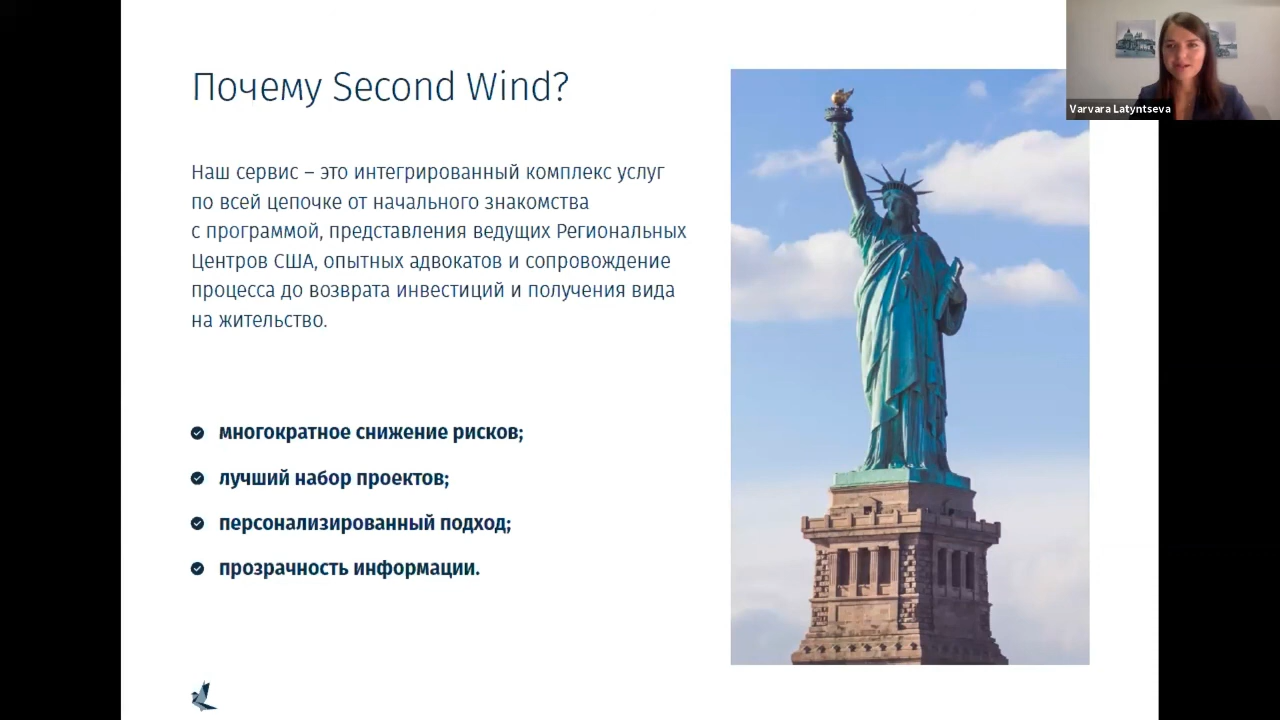 Почему Second Wind?
Varvara Latyntseva
Наш сервис – это интегрированный комплекс услуг
по всей цепочке от начального знакомства
с программой, представления ведущих Региональных
Центров США, опытных адвокатов и сопровождение
процесса до возврата инвестиций и получения вида
на жительство.
многократное снижение рисков;
лучший набор проектов;
персонализированный подход;
прозрачность информации.